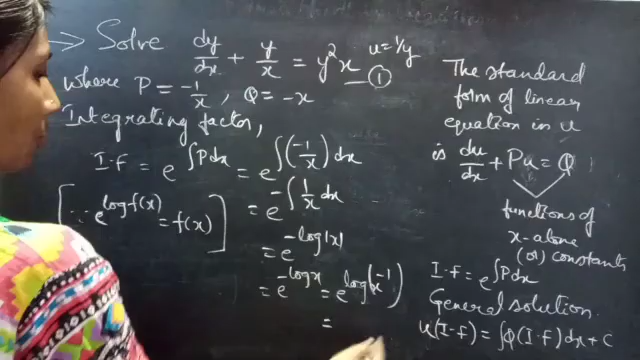 ⇒ Solve dy/dx + y/x = y²x — ① u = 1/y
where P = -1/x, Q = -x
Integrating factor,
I.F = e^∫Pdx = e^∫(-1/x)dx
= e^-∫1/x dx
[∵ e^log f(x) = f(x)]
= e^-log|x|
= e^-log x = e^log(x^-1)
=
The standard
form of linear
equation in u
is du/dx + Pu = Q
functions of
x-alone
(or) constants
I.F = e^∫Pdx
General solution.
u(I.F) = ∫Q(I.F)dx + C